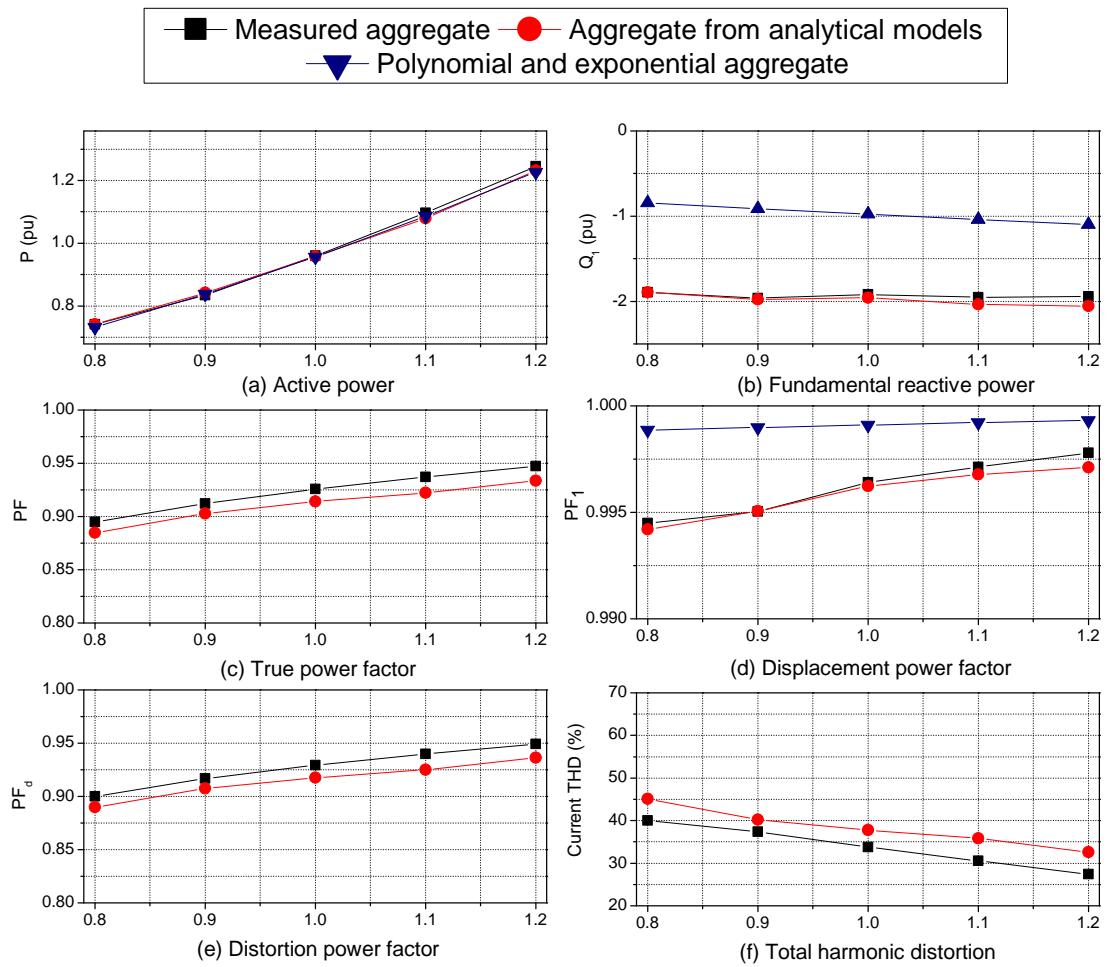 Measured aggregate
Aggregate from analytical models
Polynomial and exponential aggregate
P (pu)
1.2
1.0
0.8
0.8 0.9 1.0 1.1 1.2
(a) Active power
Q1 (pu)
0
-1
-2
0.8 0.9 1.0 1.1 1.2
(b) Fundamental reactive power
PF
1.00
0.95
0.90
0.85
0.80
0.8 0.9 1.0 1.1 1.2
(c) True power factor
PF1
1.000
0.995
0.990
0.8 0.9 1.0 1.1 1.2
(d) Displacement power factor
PFd
1.00
0.95
0.90
0.85
0.80
0.8 0.9 1.0 1.1 1.2
(e) Distortion power factor
Current THD (%)
70
60
50
40
30
20
0.8 0.9 1.0 1.1 1.2
(f) Total harmonic distortion